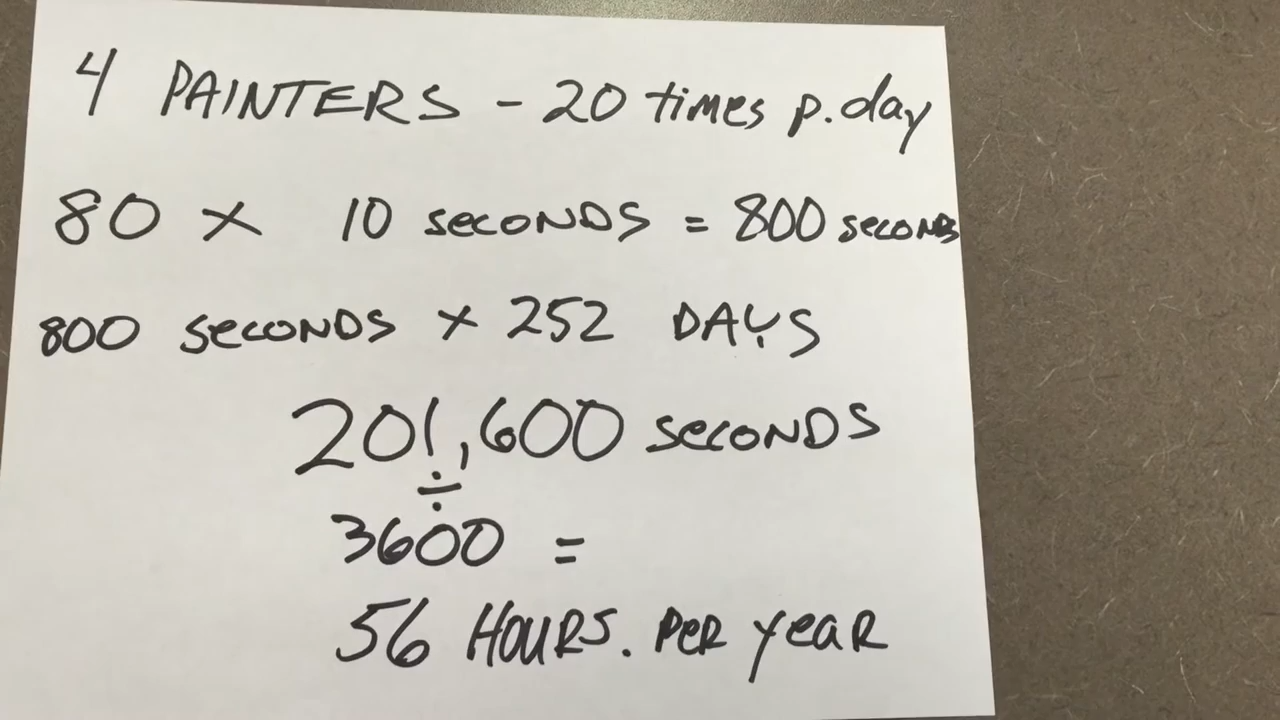 4 PAINTERS - 20 times p. day
80 x 10 seconds = 800 seconds
800 seconds x 252 DAYS
201,600 seconds
÷
3600 =
56 HOURS. PER year